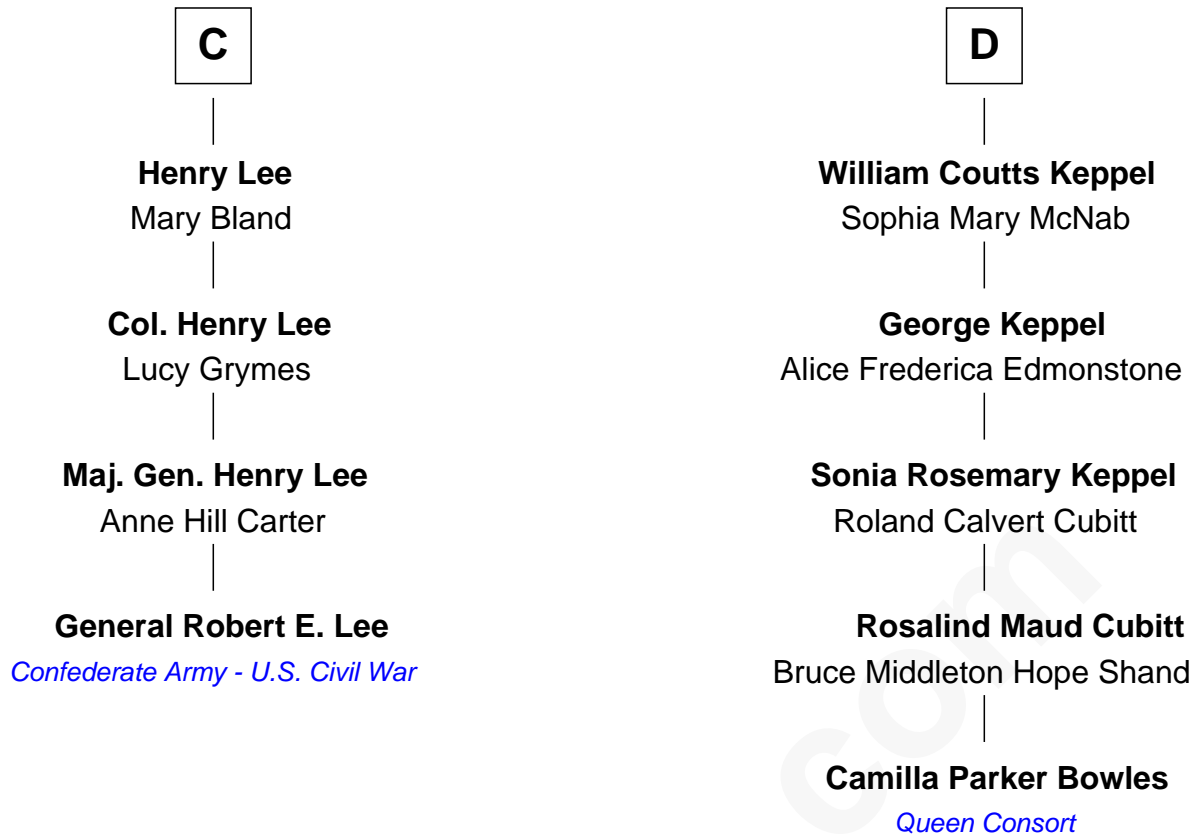 C
Henry Lee
Mary Bland
Col. Henry Lee
Lucy Grymes
Maj. Gen. Henry Lee
Anne Hill Carter
General Robert E. Lee
Confederate Army - U.S. Civil War
D
William Coutts Keppel
Sophia Mary McNab
George Keppel
Alice Frederica Edmonstone
Sonia Rosemary Keppel
Roland Calvert Cubitt
Rosalind Maud Cubitt
Bruce Middleton Hope Shand
Camilla Parker Bowles
Queen Consort
com